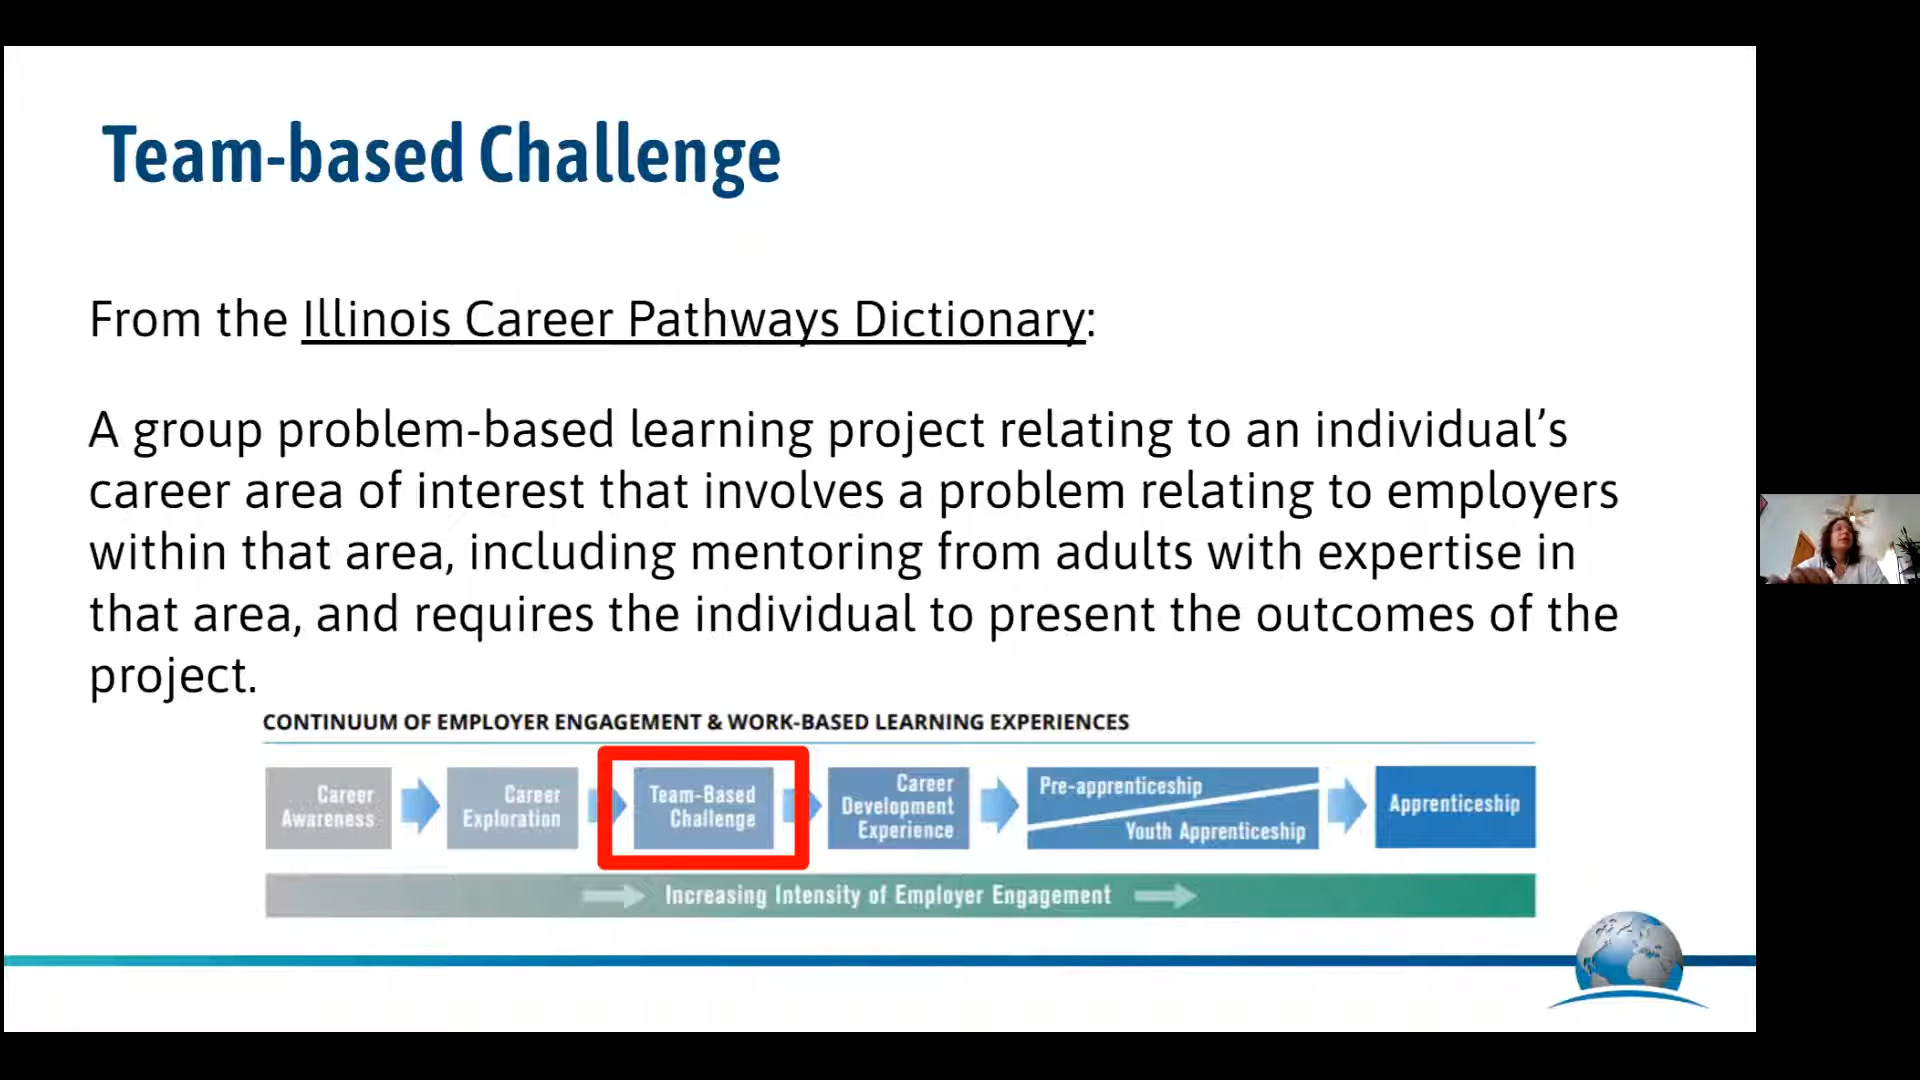 Team-based Challenge
From the Illinois Career Pathways Dictionary:
A group problem-based learning project relating to an individual’s
career area of interest that involves a problem relating to employers
within that area, including mentoring from adults with expertise in
that area, and requires the individual to present the outcomes of the
project.
CONTINUUM OF EMPLOYER ENGAGEMENT & WORK-BASED LEARNING EXPERIENCES
Career
Awareness
Career
Exploration
Team-Based
Challenge
Career
Development
Experience
Pre-apprenticeship
Youth Apprenticeship
Apprenticeship
Increasing Intensity of Employer Engagement